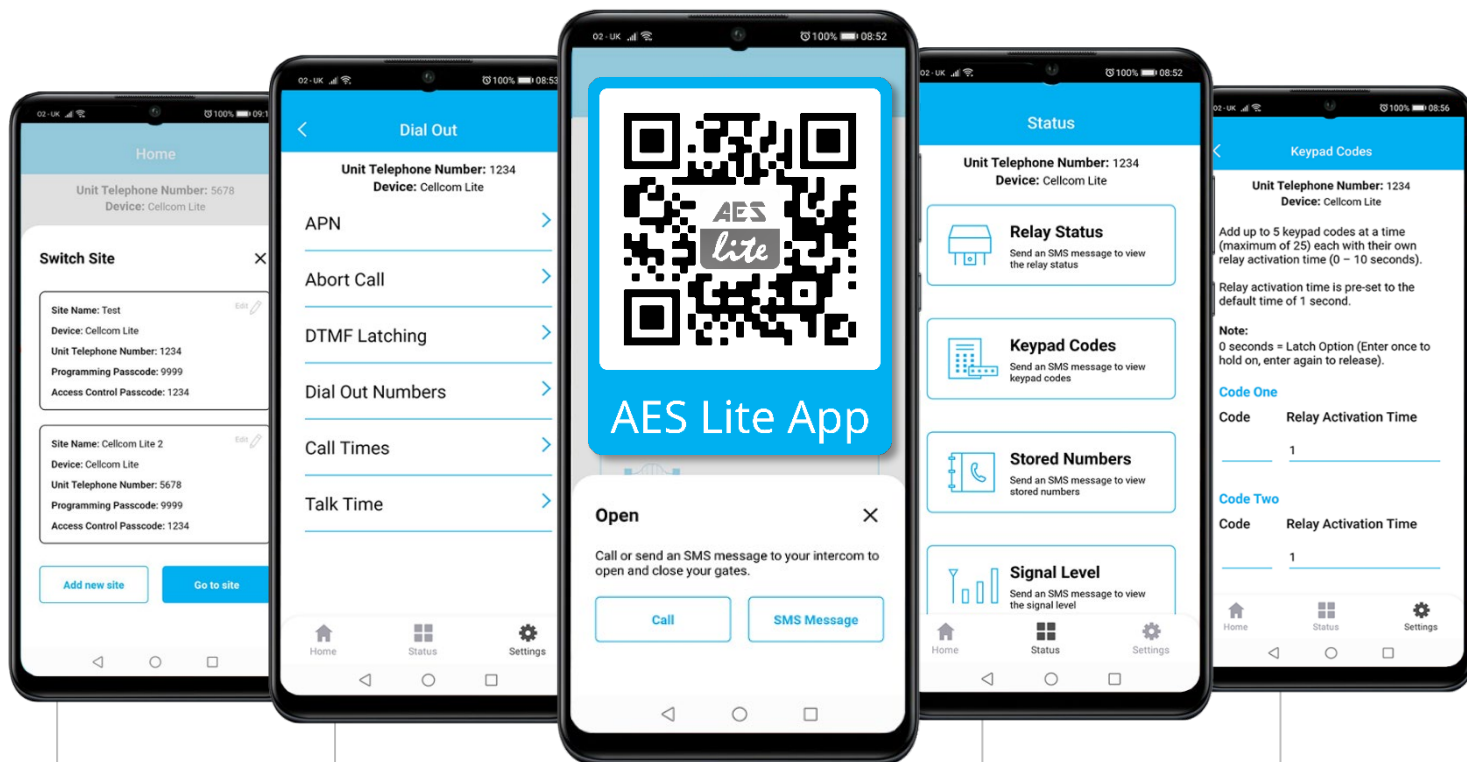 02-UK 100% 09:1
Home
Unit Telephone Number: 5678
Device: Cellcom Lite
Switch Site
Site Name: Test
Edit
Device: Cellcom Lite
Unit Telephone Number: 1234
Programming Passcode: 9999
Access Control Passcode: 1234
Site Name: Cellcom Lite 2
Edit
Device: Cellcom Lite
Unit Telephone Number: 5678
Programming Passcode: 9999
Access Control Passcode: 1234
Add new site
Go to site
02-UK 100% 08:53
Dial Out
Unit Telephone Number: 1234
Device: Cellcom Lite
APN
Abort Call
DTMF Latching
Dial Out Numbers
Call Times
Talk Time
Home
Status
Settings
02-UK 100% 08:52
AES
lite
AES Lite App
Open
Call or send an SMS message to your intercom to
open and close your gates.
Call
SMS Message
02-UK 100% 08:52
Status
Unit Telephone Number: 1234
Device: Cellcom Lite
Relay Status
Send an SMS message to view
the relay status
Keypad Codes
Send an SMS message to view
keypad codes
Stored Numbers
Send an SMS message to view
stored numbers
Signal Level
Send an SMS message to view
the signal level
Home
Status
Settings
02-UK 100% 08:56
Keypad Codes
Unit Telephone Number: 1234
Device: Cellcom Lite
Add up to 5 keypad codes at a time
(maximum of 25) each with their own
relay activation time (0 – 10 seconds).
Relay activation time is pre-set to the
default time of 1 second.
Note:
0 seconds = Latch Option (Enter once to
hold on, enter again to release).
Code One
Code Relay Activation Time
1
Code Two
Code Relay Activation Time
1
Home
Status
Settings